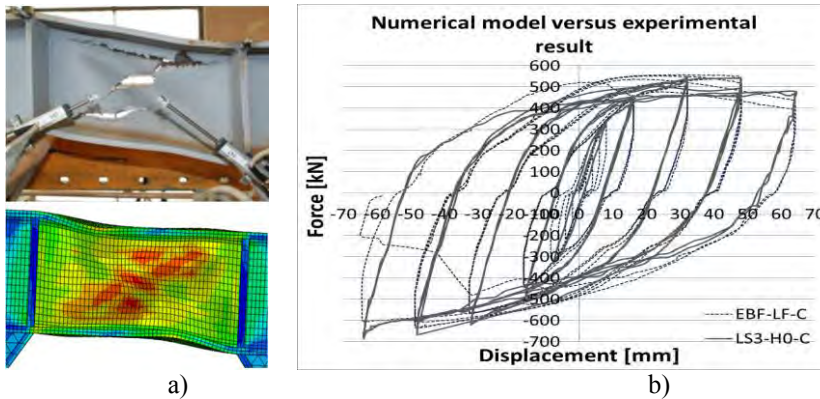 Numerical model versus experimental
result
600
500
400
300
200
100
0
-70 -60 -50 -40 -30 -20 -10 0 10 20 30 40 50 60 70
-100
-200
-300
-400
-500
-600
-700
Force [kN]
Displacement [mm]
EBF-LF-C
LS3-H0-C
a)
b)